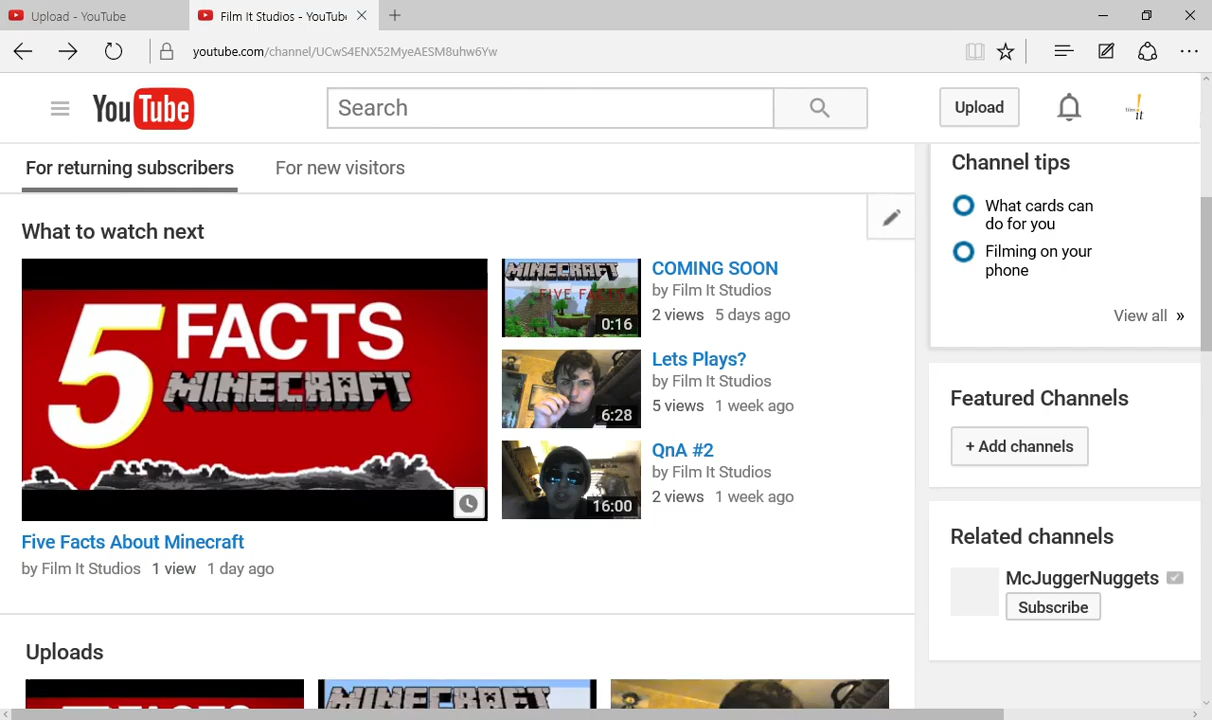 Upload - YouTube
Film It Studios - YouTube
youtube.com/channel/UCwS4ENX52MyeAESM8uhw6Yw
YouTube
Search
Upload
it
For returning subscribers
For new visitors
What to watch next
5 FACTS
MINECRAFT
Five Facts About Minecraft
by Film It Studios 1 view 1 day ago
MINECRAFT
FIVE FACTS
0:16
COMING SOON
by Film It Studios
2 views 5 days ago
6:28
Lets Plays?
by Film It Studios
5 views 1 week ago
16:00
QnA #2
by Film It Studios
2 views 1 week ago
Uploads
FACTS
MINECRAFT
Channel tips
What cards can
do for you
Filming on your
phone
View all »
Featured Channels
+ Add channels
Related channels
McJuggerNuggets
Subscribe